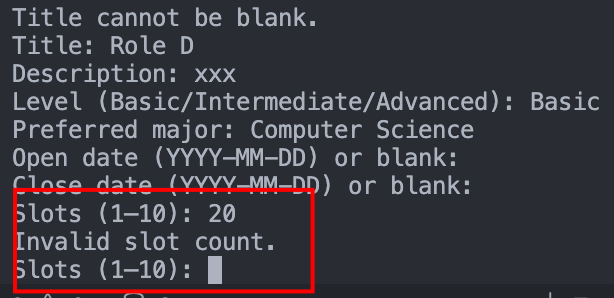 Title cannot be blank.
Title: Role D
Description: xxx
Level (Basic/Intermediate/Advanced): Basic
Preferred major: Computer Science
Open date (YYYY-MM-DD) or blank:
Close date (YYYY-MM-DD) or blank:
Slots (1–10): 20
Invalid slot count.
Slots (1–10):